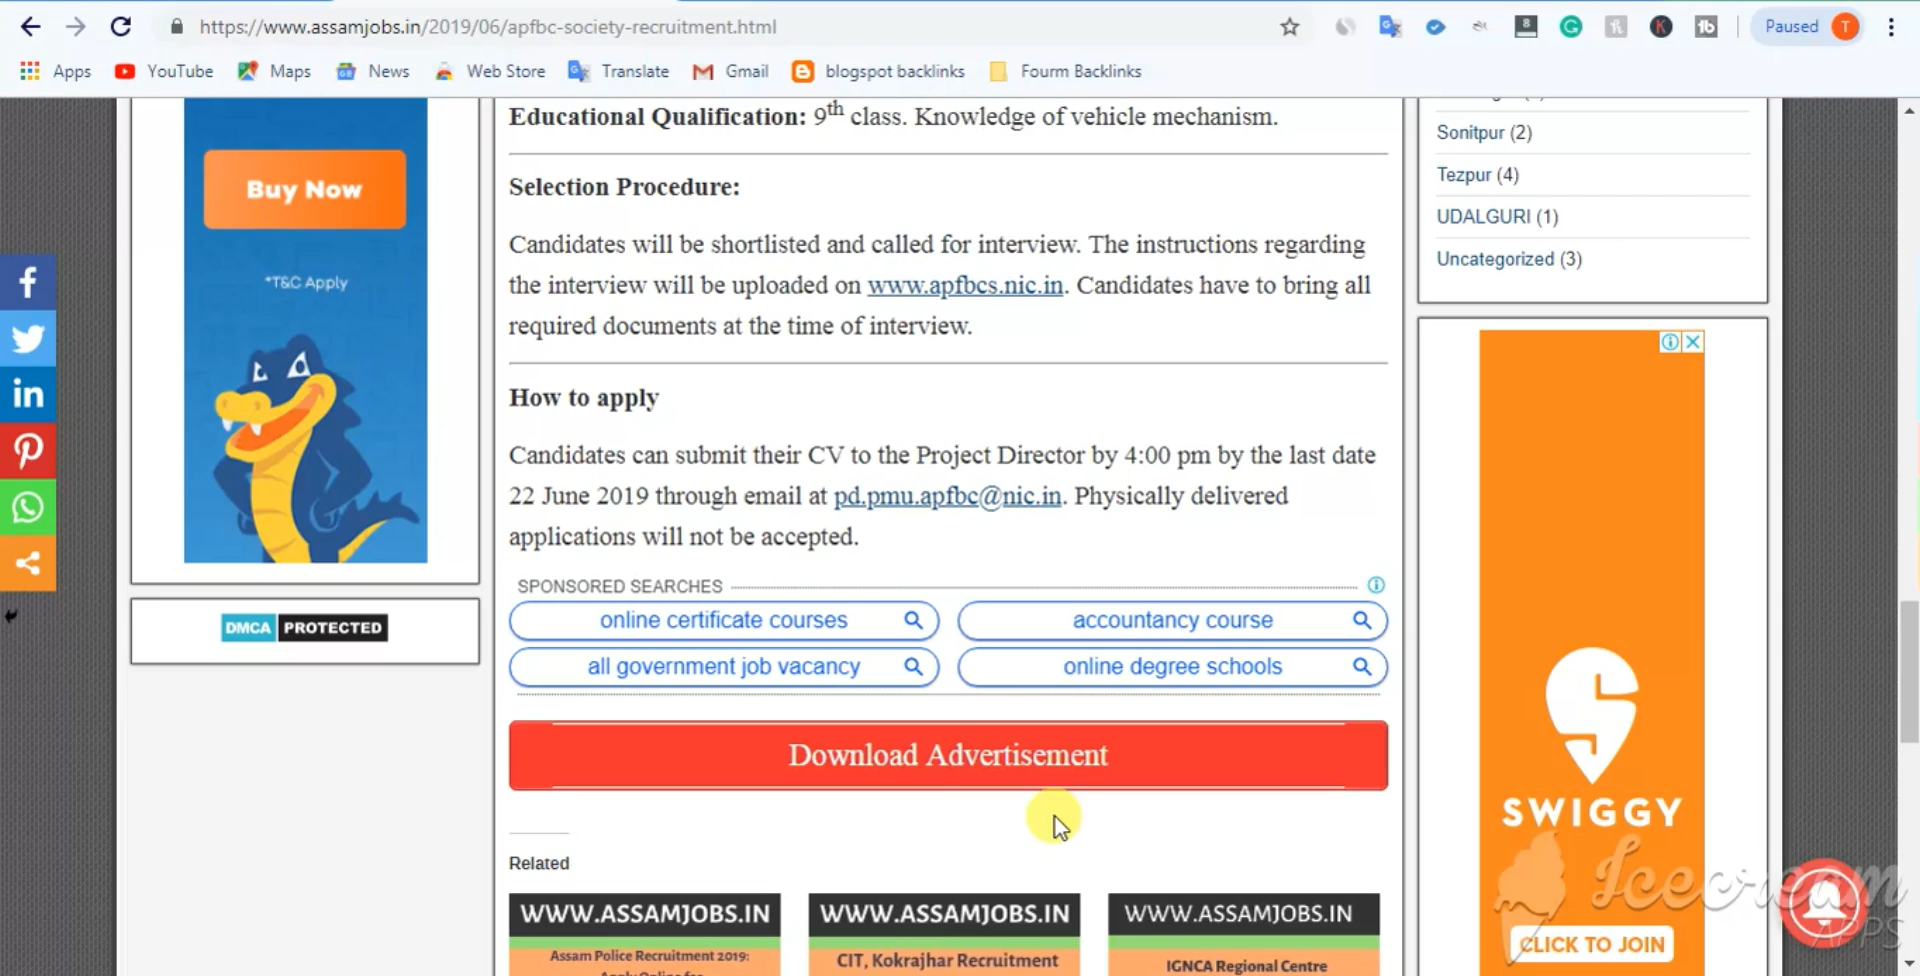 https://www.assamjobs.in/2019/06/apfbc-society-recruitment.html
Paused T
Apps YouTube Maps News Web Store Translate Gmail blogspot backlinks Fourm Backlinks
Buy Now
*T&C Apply
DMCA PROTECTED
Educational Qualification: 9th class. Knowledge of vehicle mechanism.
Selection Procedure:
Candidates will be shortlisted and called for interview. The instructions regarding
the interview will be uploaded on www.apfbcs.nic.in. Candidates have to bring all
required documents at the time of interview.
How to apply
Candidates can submit their CV to the Project Director by 4:00 pm by the last date
22 June 2019 through email at pd.pmu.apfbc@nic.in. Physically delivered
applications will not be accepted.
SPONSORED SEARCHES
online certificate courses
accountancy course
all government job vacancy
online degree schools
Download Advertisement
Related
WWW.ASSAMJOBS.IN
Assam Police Recruitment 2019:
WWW.ASSAMJOBS.IN
CIT, Kokrajhar Recruitment
WWW.ASSAMJOBS.IN
IGNCA Regional Centre
Sonitpur (2)
Tezpur (4)
UDALGURI (1)
Uncategorized (3)
SWIGGY
CLICK TO JOIN
Icecream
APPS